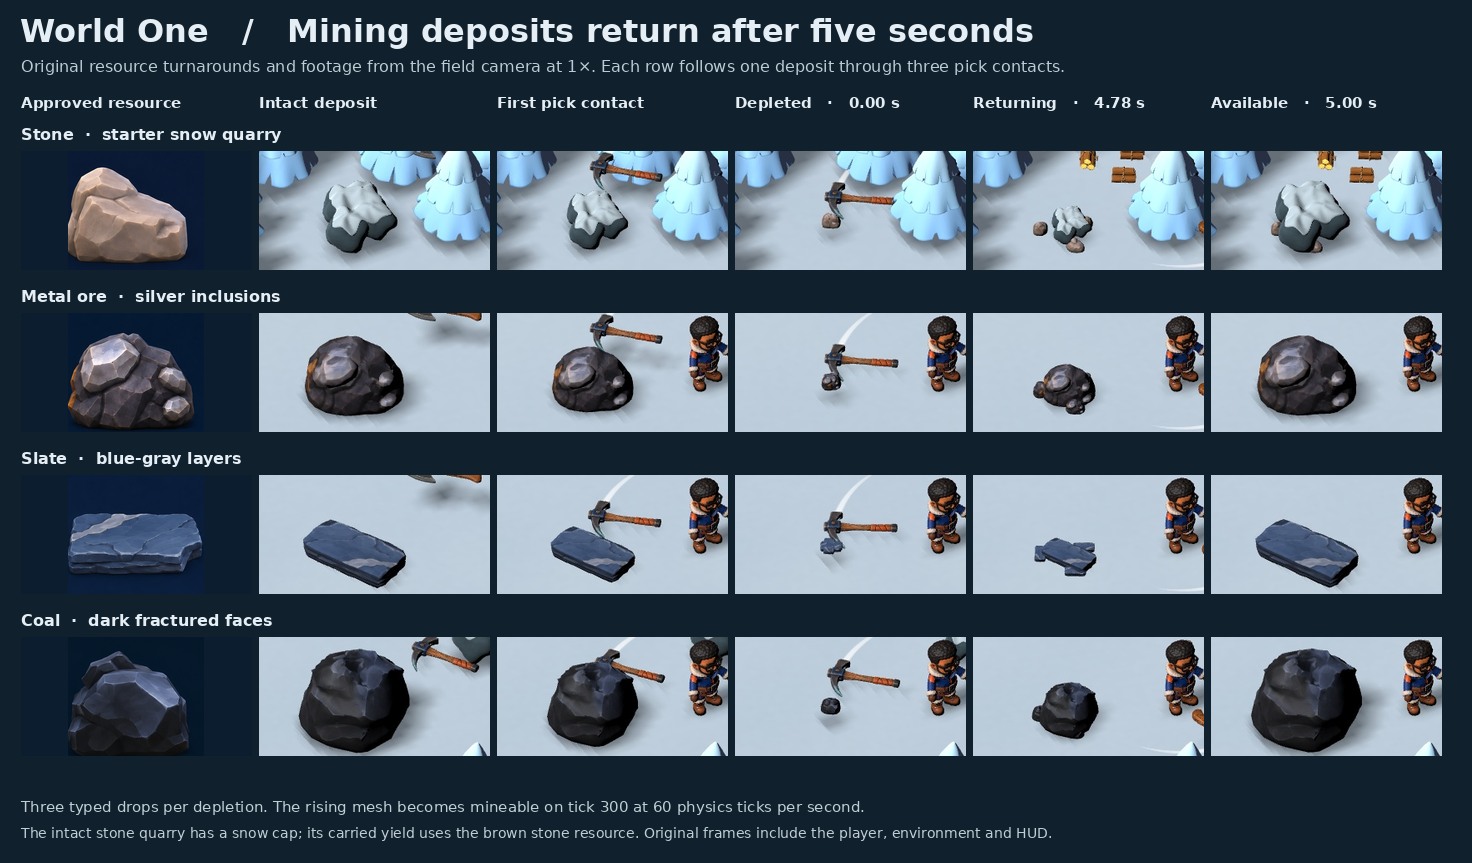 World One / Mining deposits return after five seconds
Original resource turnarounds and footage from the field camera at 1×. Each row follows one deposit through three pick contacts.
Approved resource Intact deposit First pick contact Depleted · 0.00 s Returning · 4.78 s Available · 5.00 s
Stone · starter snow quarry
Metal ore · silver inclusions
Slate · blue-gray layers
Coal · dark fractured faces
Three typed drops per depletion. The rising mesh becomes mineable on tick 300 at 60 physics ticks per second.
The intact stone quarry has a snow cap; its carried yield uses the brown stone resource. Original frames include the player, environment and HUD.